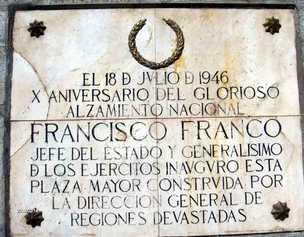 EL 18 D JVLIO D 1946
X ANIVERSARIO DEL GLORIOSO
ALZAMIENTO NACIONAL
FRANCISCO FRANCO
JEFE DEL ESTADO Y GENERALISIMO
D LOS EJERCITOS INAVGVRO ESTA
PLAZA MAYOR CONSTRVIDA POR
LA DIRECCION GENERAL DE
REGIONES DEVASTADAS